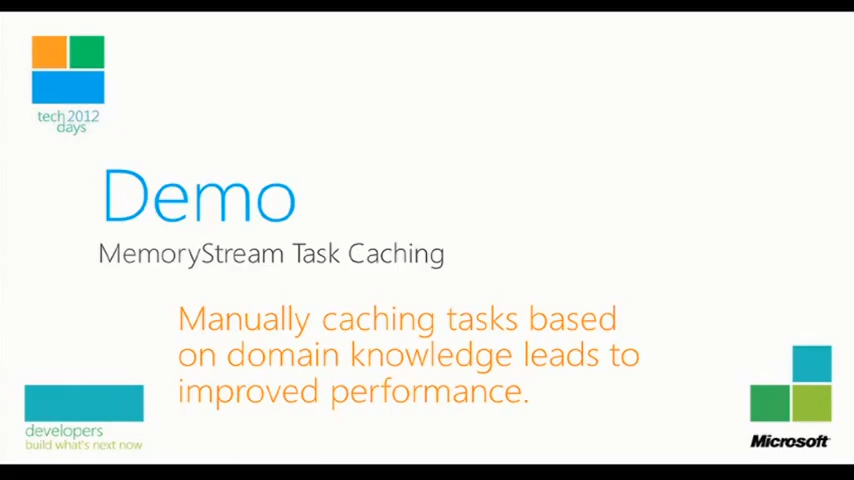 tech 2012
days
Demo
MemoryStream Task Caching
Manually caching tasks based
on domain knowledge leads to
improved performance.
developers
build what's next now
Microsoft